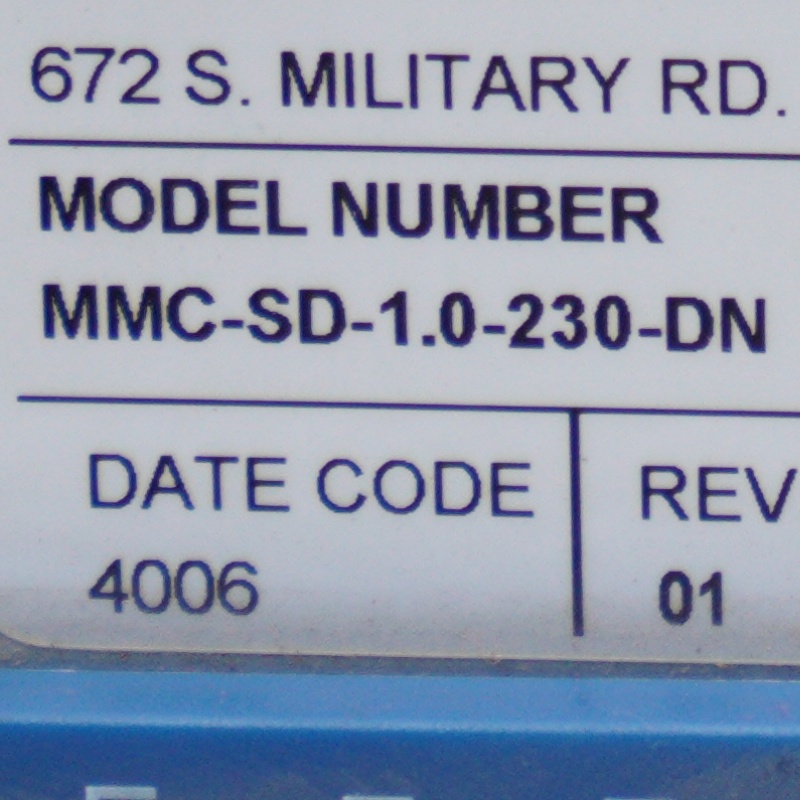 672 S. MILITARY RD.
MODEL NUMBER
MMC-SD-1.0-230-DN
DATE CODE REV
4006 01